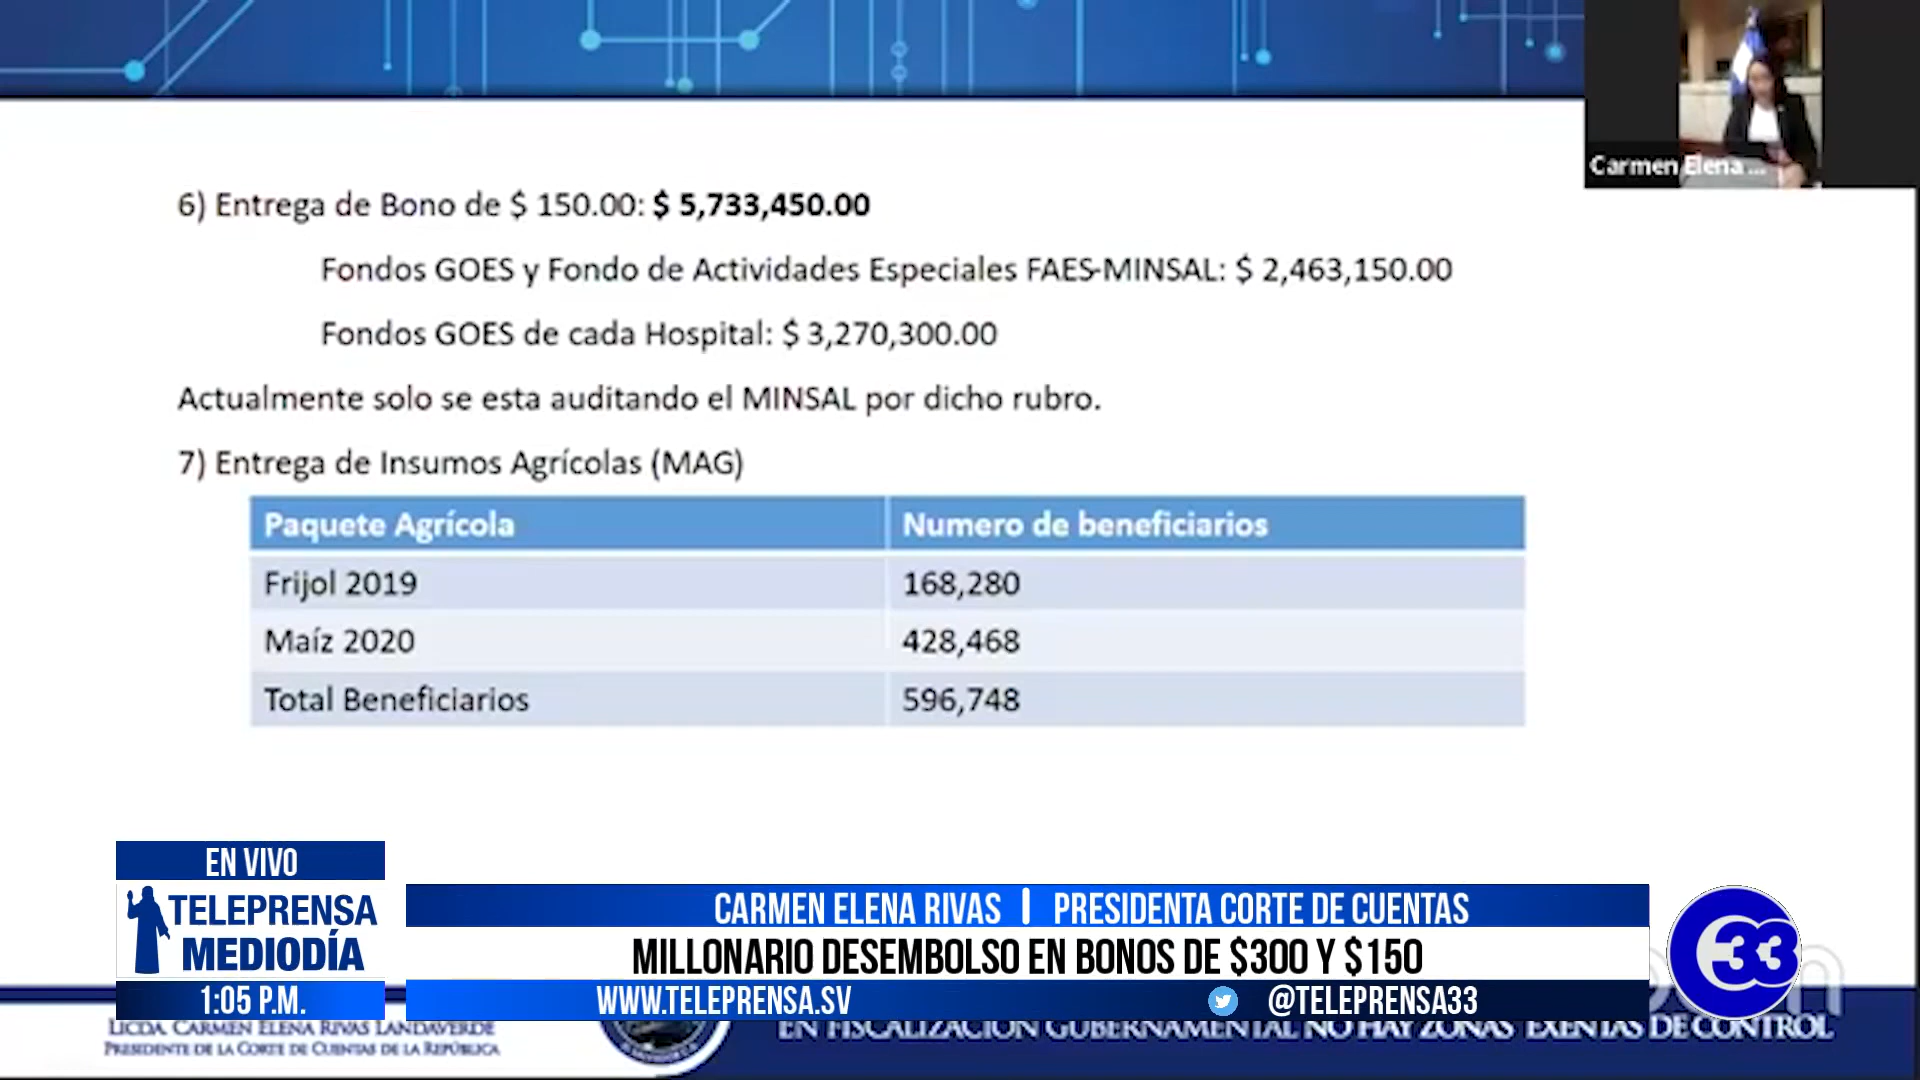 Carmen Elena ...
6) Entrega de Bono de $ 150.00: $ 5,733,450.00
Fondos GOES y Fondo de Actividades Especiales FAES-MINSAL: $ 2,463,150.00
Fondos GOES de cada Hospital: $ 3,270,300.00
Actualmente solo se esta auditando el MINSAL por dicho rubro.
7) Entrega de Insumos Agrícolas (MAG)
Paquete Agrícola Numero de beneficiarios
Frijol 2019 168,280
Maíz 2020 428,468
Total Beneficiarios 596,748
EN VIVO
TELEPRENSA
MEDIODÍA
1:05 P.M.
CARMEN ELENA RIVAS | PRESIDENTA CORTE DE CUENTAS
MILLONARIO DESEMBOLSO EN BONOS DE $300 Y $150
WWW.TELEPRENSA.SV @TELEPRENSA33
33
LICDA. CARMEN ELENA RIVAS LANDAVERDE
PRESIDENTE DE LA CORTE DE CUENTAS DE LA REPÚBLICA
EN FISCALIZACIÓN GUBERNAMENTAL NO HAY ZONAS EXENTAS DE CONTROL